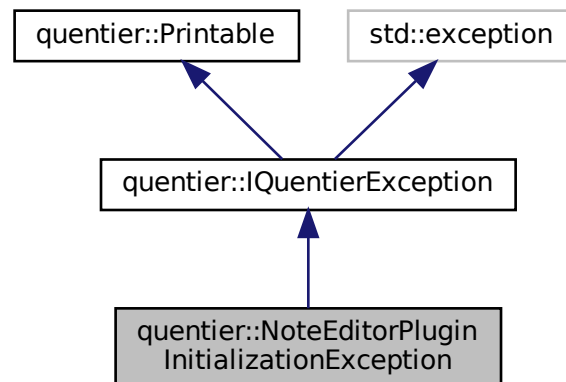 quentier::Printable
std::exception
quentier::IQuentierException
quentier::NoteEditorPlugin
InitializationException